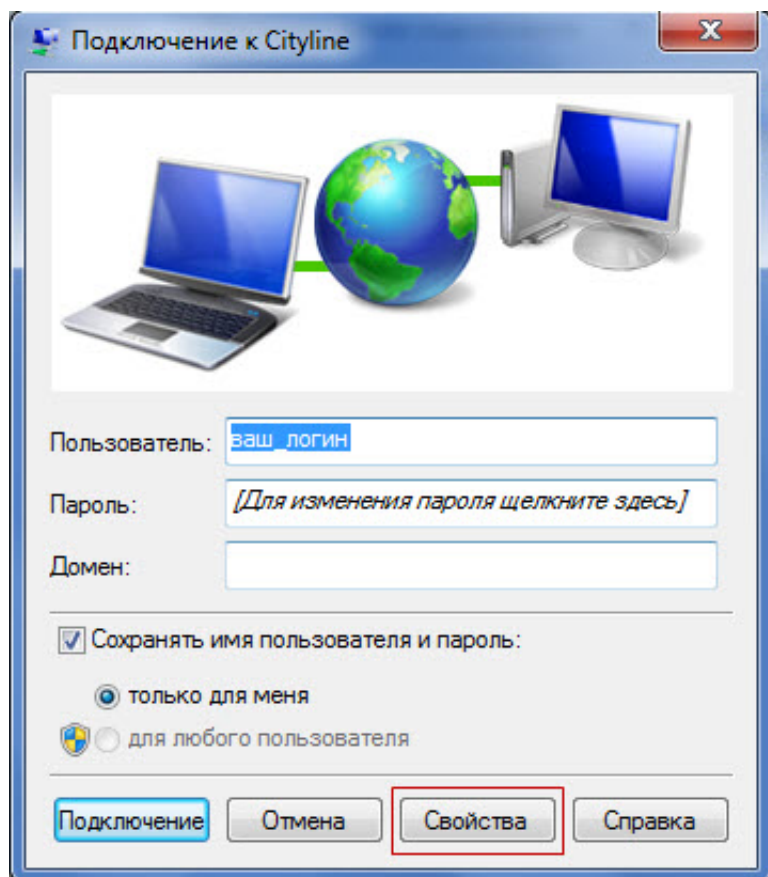 Подключение к Cityline
Пользователь: ваш_логин
Пароль: [Для изменения пароля щелкните здесь]
Домен:
Сохранять имя пользователя и пароль:
только для меня
для любого пользователя
Подключение Отмена Свойства Справка